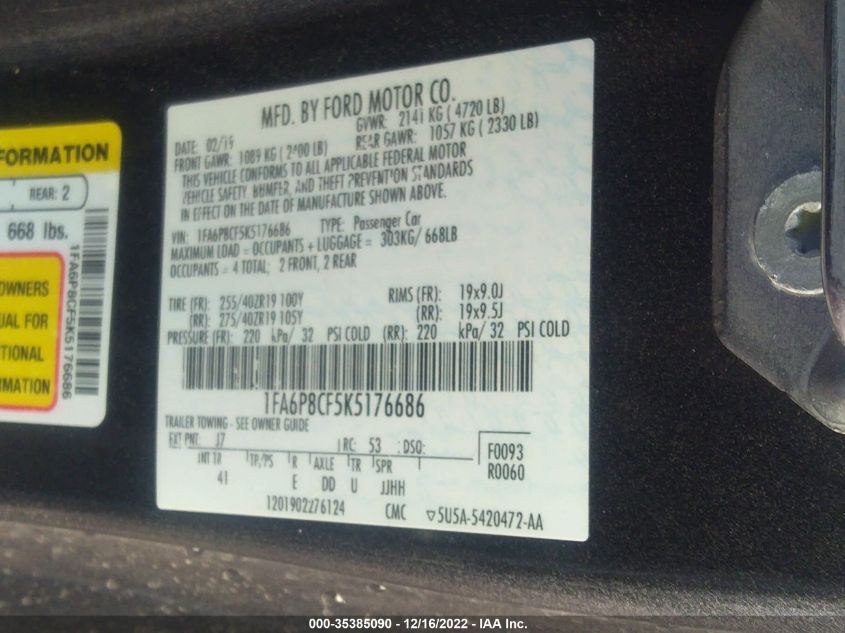 FORMATION
REAR: 2
668 lbs.
OWNERS
UAL FOR
TIONAL
RMATION
1FA6P8CF5K5176686
MFD. BY FORD MOTOR CO.
DATE: 02/19 GVWR: 2141 KG ( 4720 LB)
FRONT GAWR: 1089 KG ( 2400 LB) REAR GAWR: 1057 KG ( 2330 LB)
THIS VEHICLE CONFORMS TO ALL APPLICABLE FEDERAL MOTOR
VEHICLE SAFETY, BUMPER, AND THEFT PREVENTION STANDARDS
IN EFFECT ON THE DATE OF MANUFACTURE SHOWN ABOVE.
VIN: 1FA6P8CF5K5176686 TYPE: Passenger Car
MAXIMUM LOAD = OCCUPANTS + LUGGAGE = 303KG/ 668LB
OCCUPANTS = 4 TOTAL; 2 FRONT, 2 REAR
TIRE (FR): 255/40ZR19 100Y RIMS (FR): 19x9.0J
(RR): 275/40ZR19 105Y (RR): 19x9.5J
PRESSURE (FR): 220 kPa/ 32 PSI COLD (RR): 220 kPa/ 32 PSI COLD
1FA6P8CF5K5176686
TRAILER TOWING - SEE OWNER GUIDE
EXT PNT: J7 RC: 53 DSO: F0093
R0060
INT TR TP/PS R AXLE TR SPR
41 E DD U JJHH
1201902276124 CMC ▽5U5A-5420472-AA
000-35385090 - 12/16/2022 - IAA Inc.